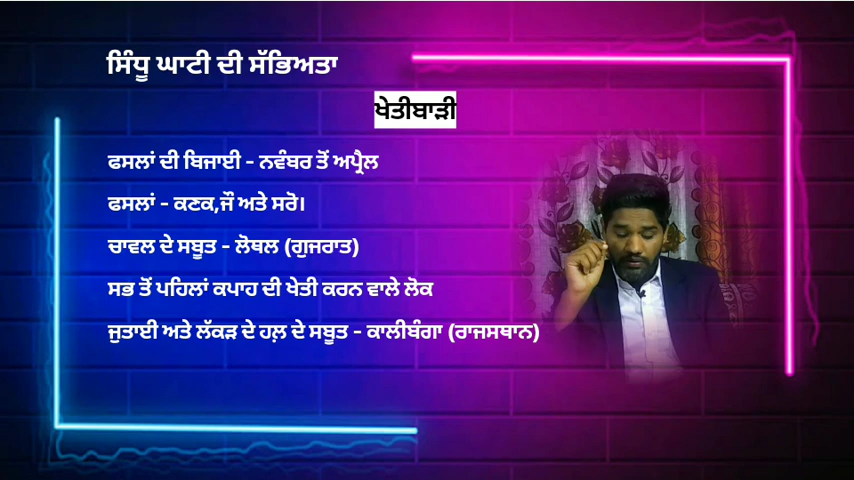 ਸਿੰਧੂ ਘਾਟੀ ਦੀ ਸੱਭਿਅਤਾ
ਖੇਤੀਬਾੜੀ
ਫਸਲਾਂ ਦੀ ਬਿਜਾਈ - ਨਵੰਬਰ ਤੋਂ ਅਪ੍ਰੈਲ
ਫਸਲਾਂ - ਕਣਕ,ਜੌ ਅਤੇ ਸਰੋ।
ਚਾਵਲ ਦੇ ਸਬੂਤ - ਲੋਥਲ (ਗੁਜਰਾਤ)
ਸਭ ਤੋਂ ਪਹਿਲਾਂ ਕਪਾਹ ਦੀ ਖੇਤੀ ਕਰਨ ਵਾਲੇ ਲੋਕ
ਜੁਤਾਈ ਅਤੇ ਲੱਕੜ ਦੇ ਹਲ਼ ਦੇ ਸਬੂਤ - ਕਾਲੀਬੰਗਾ (ਰਾਜਸਥਾਨ)